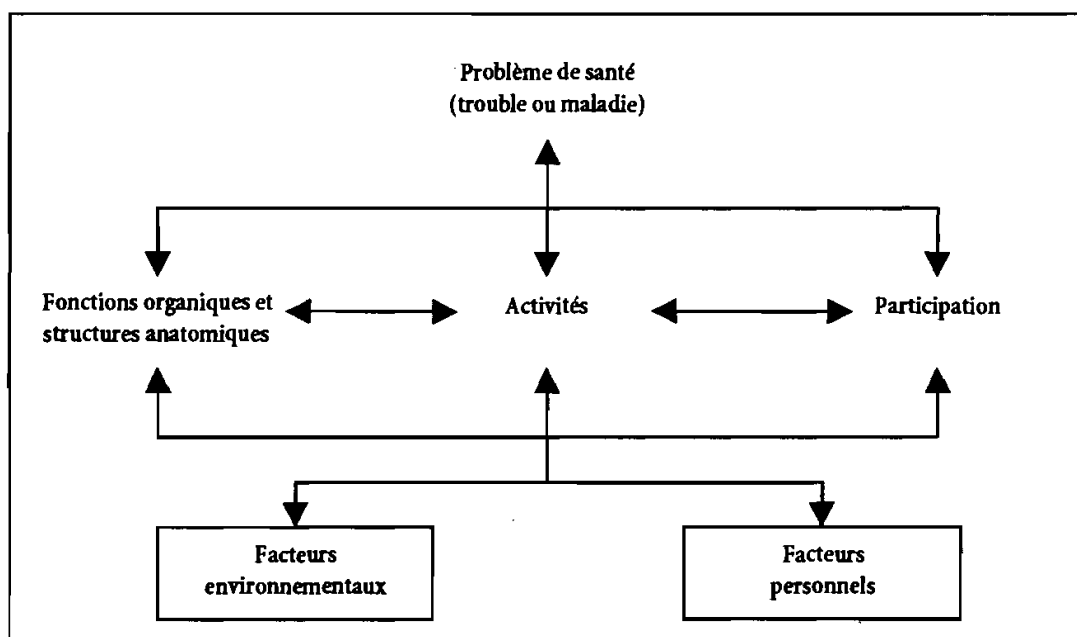 Problème de santé
(trouble ou maladie)
Fonctions organiques et
structures anatomiques
Activités
Participation
Facteurs
environnementaux
Facteurs
personnels